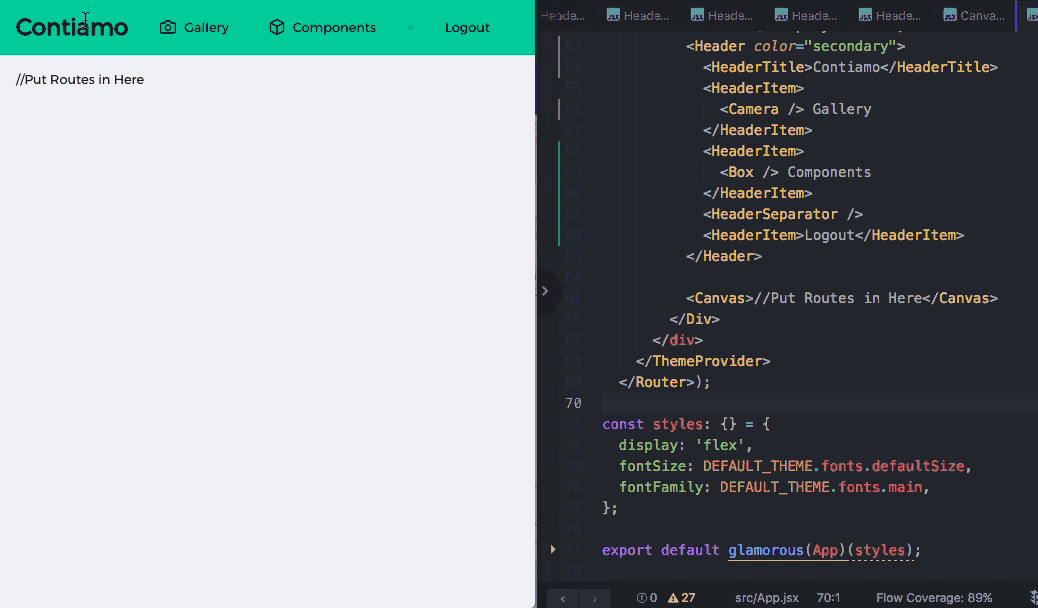 Contiamo Gallery Components Logout
//Put Routes in Here
Heade... Heade... Heade... Heade... Heade... Canva...
53 <Header color="secondary">
54 <HeaderTitle>Contiamo</HeaderTitle>
55 <HeaderItem>
56 <Camera /> Gallery
57 </HeaderItem>
58 <HeaderItem>
59 <Box /> Components
60 </HeaderItem>
61 <HeaderSeparator />
62 <HeaderItem>Logout</HeaderItem>
63 </Header>
64
65 <Canvas>//Put Routes in Here</Canvas>
66 </Div>
67 </div>
68 </ThemeProvider>
69 </Router>);
70
71 const styles: {} = {
72 display: 'flex',
73 fontSize: DEFAULT_THEME.fonts.defaultSize,
74 fontFamily: DEFAULT_THEME.fonts.main,
75 };
76
77 export default glamorous(App)(styles);
78
0 27 src/App.jsx 70:1 Flow Coverage: 89%